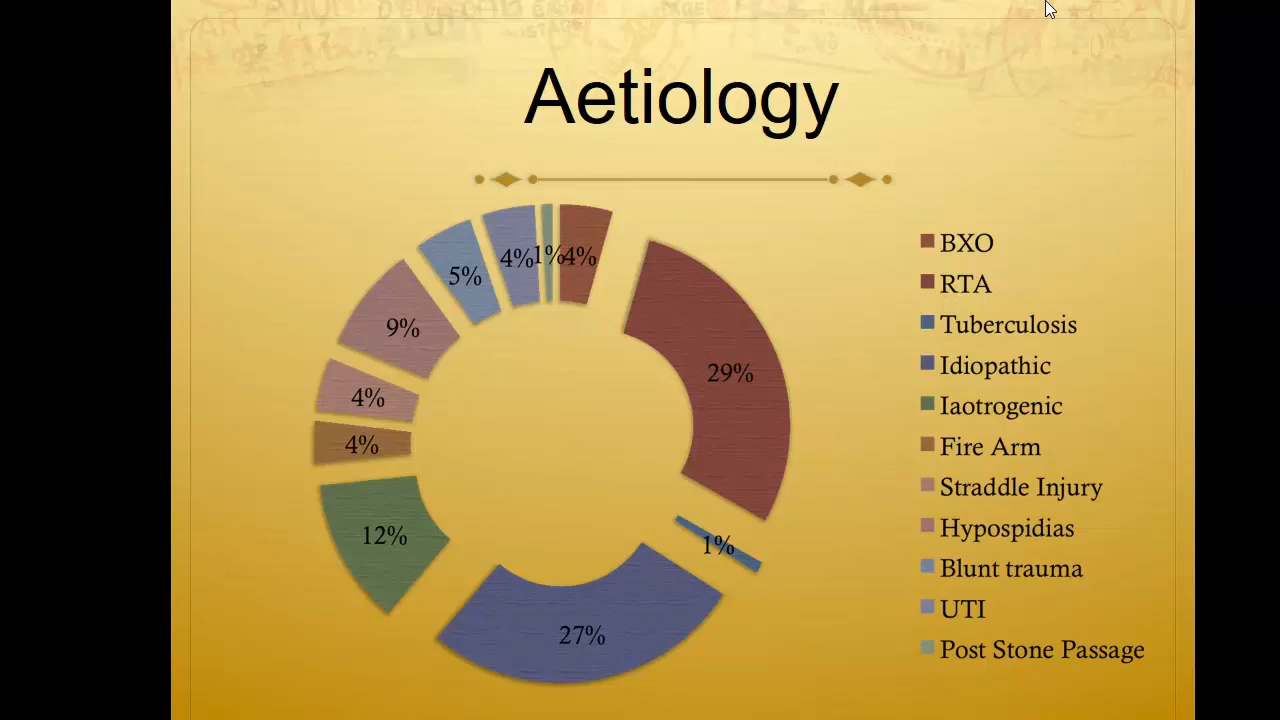 Aetiology
4%
29%
1%
27%
12%
4%
4%
9%
5%
4%
1%
BXO
RTA
Tuberculosis
Idiopathic
Iaotrogenic
Fire Arm
Straddle Injury
Hypospidias
Blunt trauma
UTI
Post Stone Passage